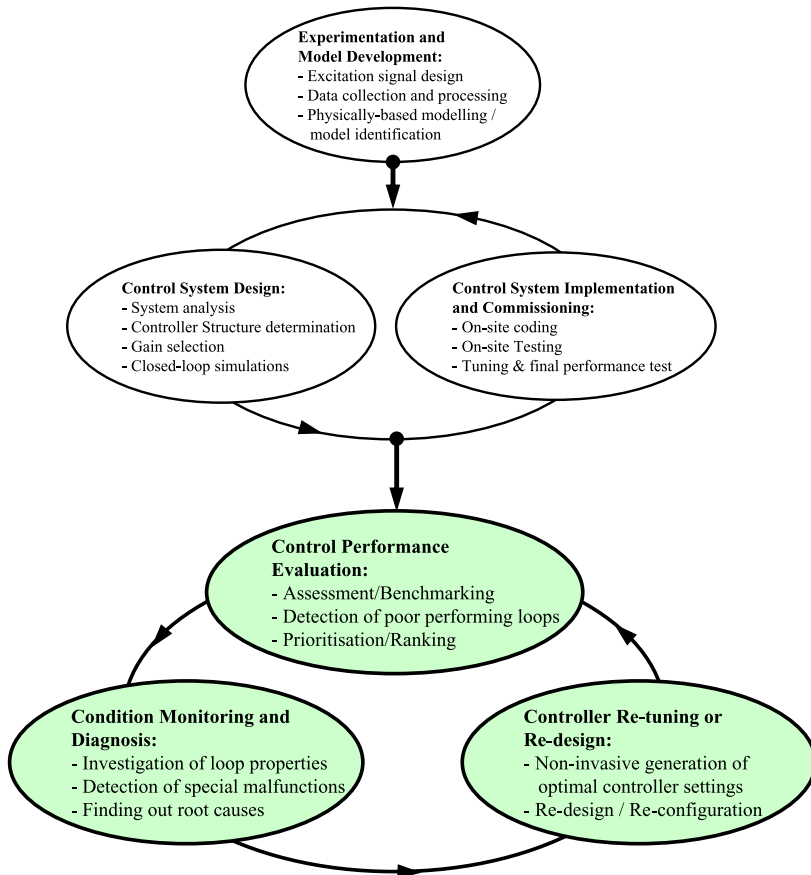 Experimentation and
Model Development:
- Excitation signal design
- Data collection and processing
- Physically-based modelling /
model identification
Control System Design:
- System analysis
- Controller Structure determination
- Gain selection
- Closed-loop simulations
Control System Implementation
and Commissioning:
- On-site coding
- On-site Testing
- Tuning & final performance test
Control Performance
Evaluation:
- Assessment/Benchmarking
- Detection of poor performing loops
- Prioritisation/Ranking
Condition Monitoring and
Diagnosis:
- Investigation of loop properties
- Detection of special malfunctions
- Finding out root causes
Controller Re-tuning or
Re-design:
- Non-invasive generation of
optimal controller settings
- Re-design / Re-configuration